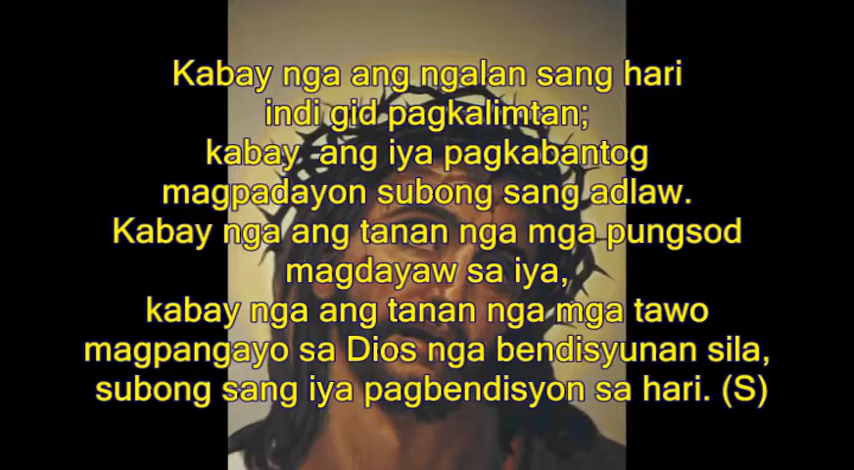 Kabay nga ang ngalan sang hari
indi gid pagkalimtan;
kabay  ang iya pagkabantog
magpadayon subong sang adlaw.
Kabay nga ang tanan nga mga pungsod
magdayaw sa iya,
kabay nga ang tanan nga mga tawo
magpangayo sa Dios nga bendisyunan sila,
subong sang iya pagbendisyon sa hari. (S)